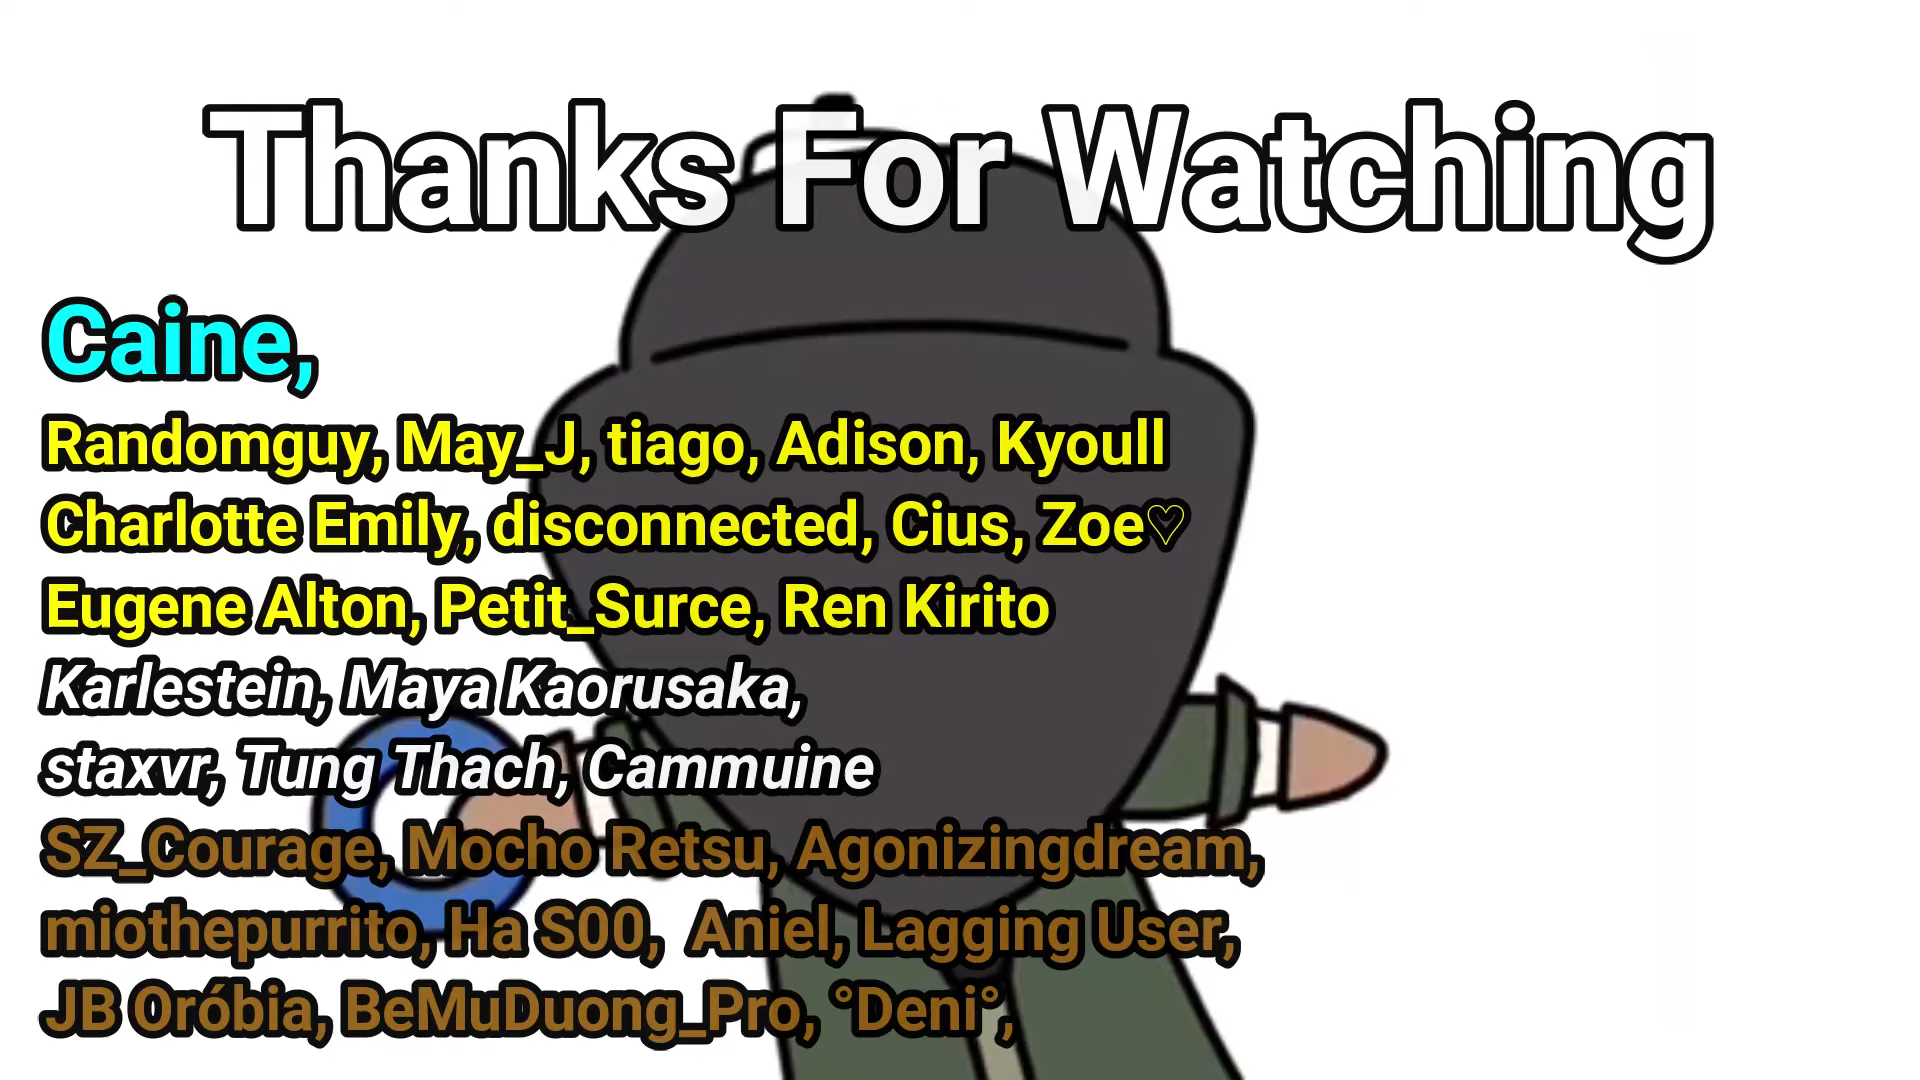 Thanks For Watching
Caine,
Randomguy, May_J, tiago, Adison, Kyoull
Charlotte Emily, disconnected, Cius, Zoe♡
Eugene Alton, Petit_Surce, Ren Kirito
Karlestein, Maya Kaorusaka,
staxvr, Tung Thach, Cammuine
SZ_Courage, Mocho Retsu, Agonizingdream,
miothepurrito, Ha S00, Aniel, Lagging User,
JB Oróbia, BeMuDuong_Pro, °Deni°,